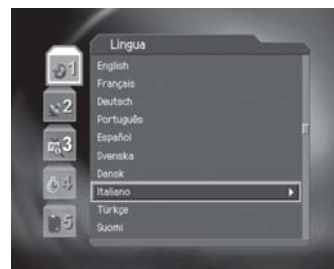 Lingua
1
English
Français
2
Deutsch
Português
3
Español
Svenska
Dansk
4
Italiano
Türkçe
5
Suomi